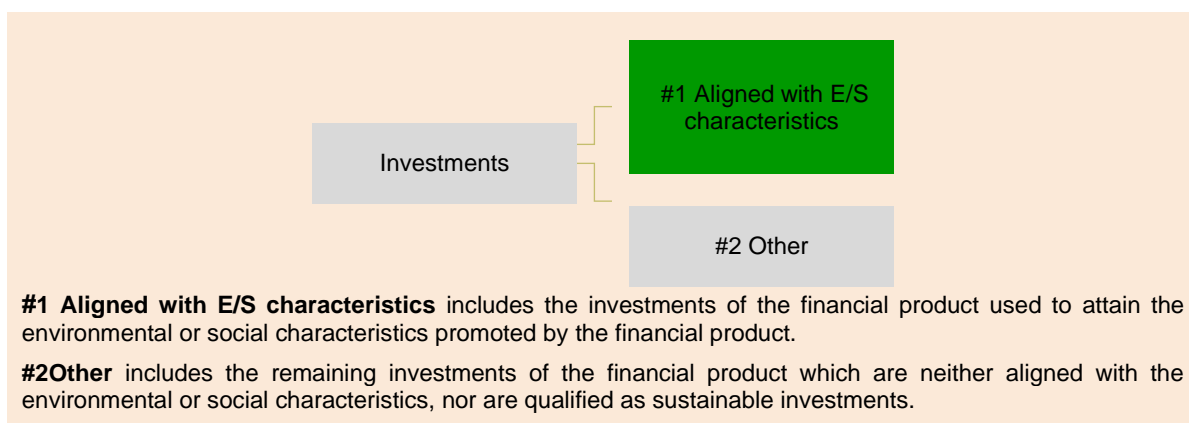 #1 Aligned with E/S
characteristics
Investments
#2 Other
#1 Aligned with E/S characteristics includes the investments of the financial product used to attain the
environmental or social characteristics promoted by the financial product.
#2Other includes the remaining investments of the financial product which are neither aligned with the
environmental or social characteristics, nor are qualified as sustainable investments.